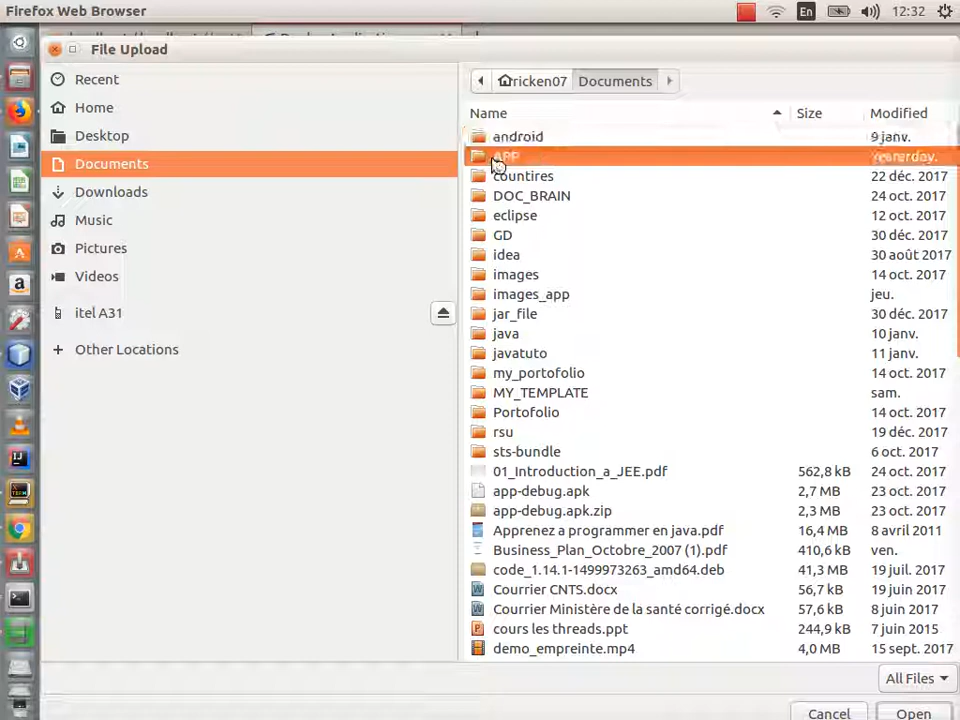 Firefox Web Browser
En
12:32
File Upload
Recent
Home
Desktop
Documents
Downloads
Music
Pictures
Videos
itel A31
Other Locations
ricken07 Documents
Name Size Modified
android 9 janv.
APP Yesterday.
countires 22 déc. 2017
DOC_BRAIN 24 oct. 2017
eclipse 12 oct. 2017
GD 30 déc. 2017
idea 30 août 2017
images 14 oct. 2017
images_app jeu.
jar_file 30 déc. 2017
java 10 janv.
javatuto 11 janv.
my_portofolio 14 oct. 2017
MY_TEMPLATE sam.
Portofolio 14 oct. 2017
rsu 19 déc. 2017
sts-bundle 6 oct. 2017
01_Introduction_a_JEE.pdf 562,8 kB 24 oct. 2017
app-debug.apk 2,7 MB 23 oct. 2017
app-debug.apk.zip 2,3 MB 23 oct. 2017
Apprenez a programmer en java.pdf 16,4 MB 8 avril 2011
Business_Plan_Octobre_2007 (1).pdf 410,6 kB ven.
code_1.14.1-1499973263_amd64.deb 41,3 MB 19 juil. 2017
Courrier CNTS.docx 56,7 kB 7 juin 2017
Courrier Ministère de la santé corrigé.docx 57,6 kB 8 juin 2017
cours les threads.ppt 244,9 kB 7 juin 2015
demo_empreinte.mp4 4,0 MB 15 sept. 2017
All Files
Cancel Open